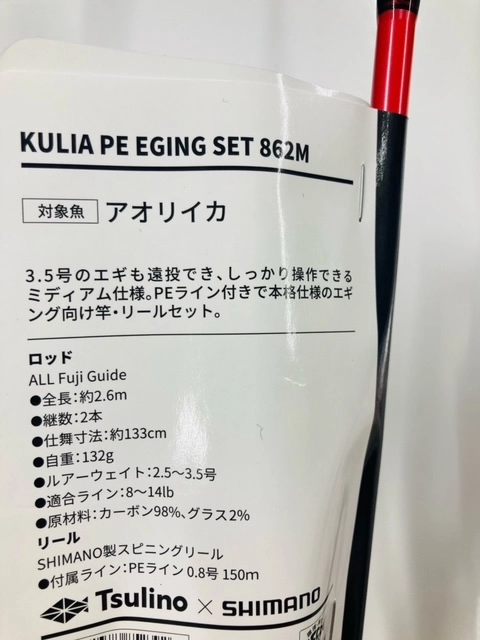 KULIA PE EGING SET 862M
対象魚 アオリイカ
3.5号のエギも遠投でき、しっかり操作できる
ミディアム仕様。PEライン付きで本格仕様のエギ
ング向け竿・リールセット。
ロッド
ALL Fuji Guide
●全長：約2.6m
●継数：2本
●仕舞寸法：約133cm
●自重：132g
●ルアーウェイト：2.5～3.5号
●適合ライン：8～14lb
●原材料：カーボン98%、グラス2%
リール
SHIMANO製スピニングリール
●付属ライン：PEライン 0.8号 150m
Tsulino × SHIMANO